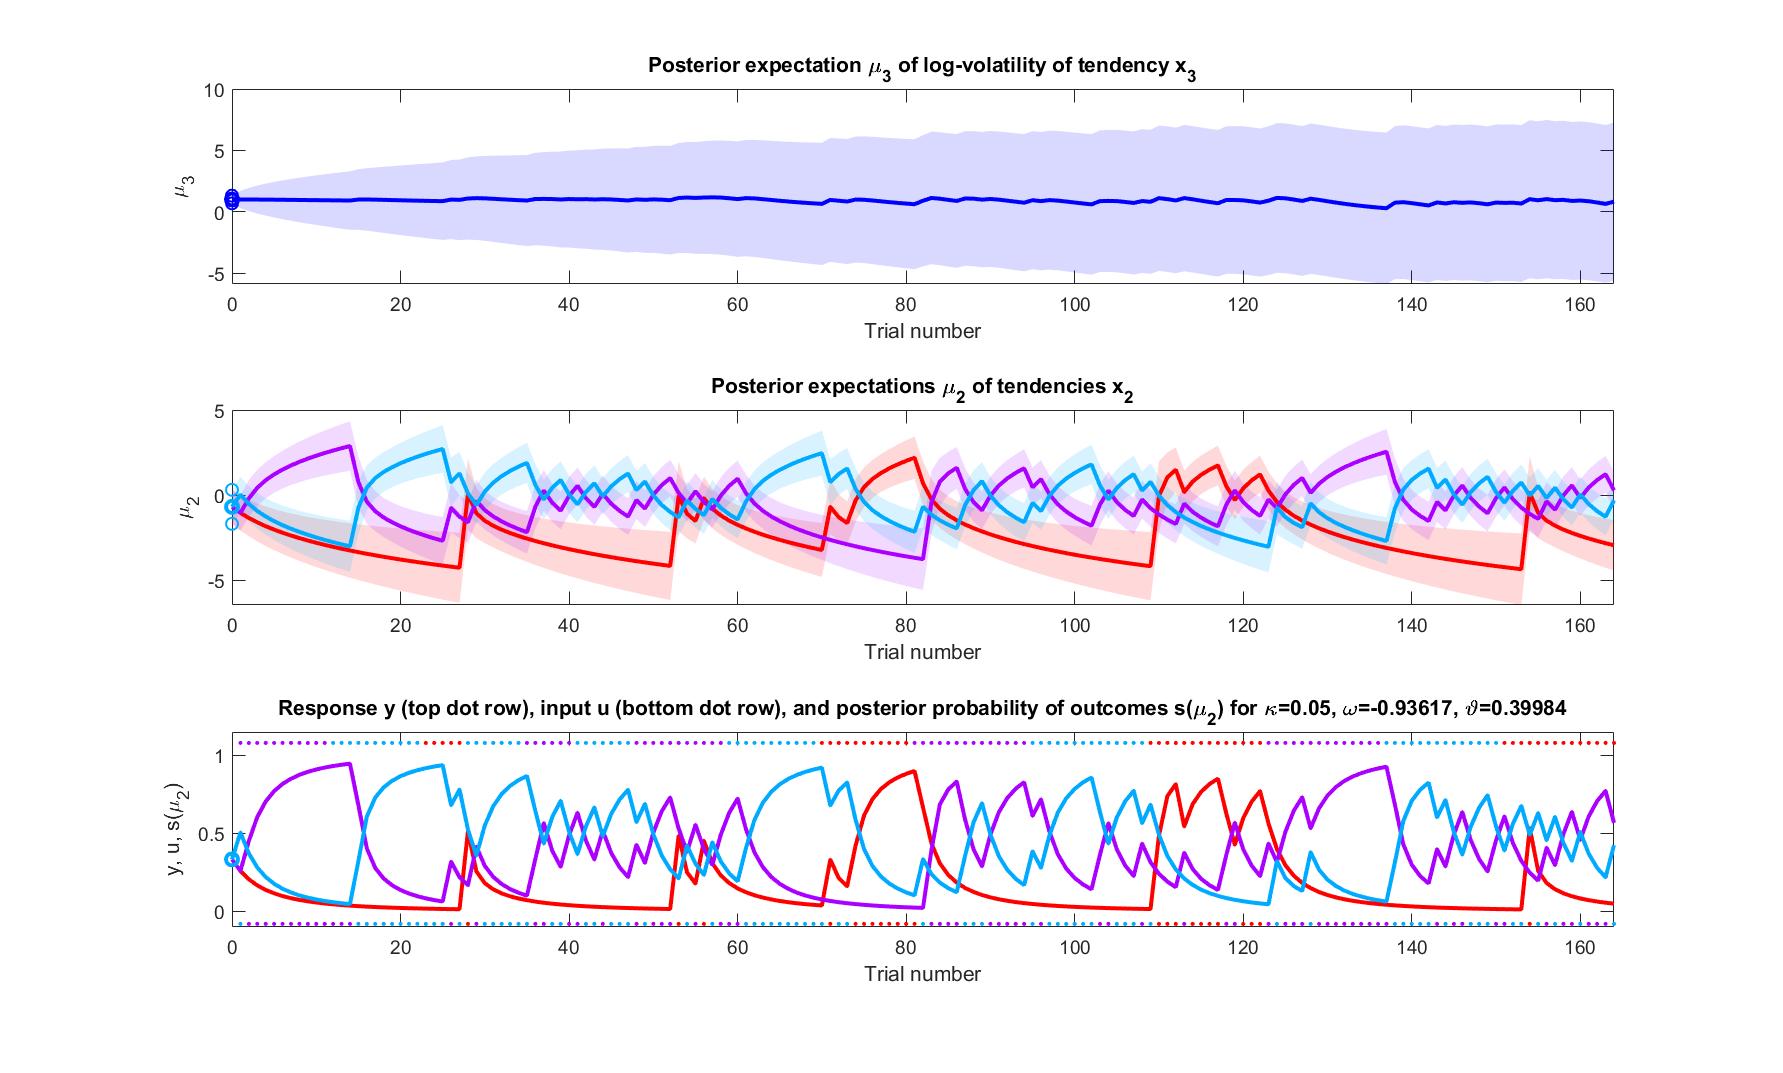 Posterior expectation μ3 of log-volatility of tendency x3
10
5
0
-5
μ3
0 20 40 60 80 100 120 140 160
Trial number
Posterior expectations μ2 of tendencies x2
5
0
-5
μ2
0 20 40 60 80 100 120 140 160
Trial number
Response y (top dot row), input u (bottom dot row), and posterior probability of outcomes s(μ2) for κ=0.05, ω=-0.93617, ϑ=0.39984
1
0.5
0
y, u, s(μ2)
0 20 40 60 80 100 120 140 160
Trial number